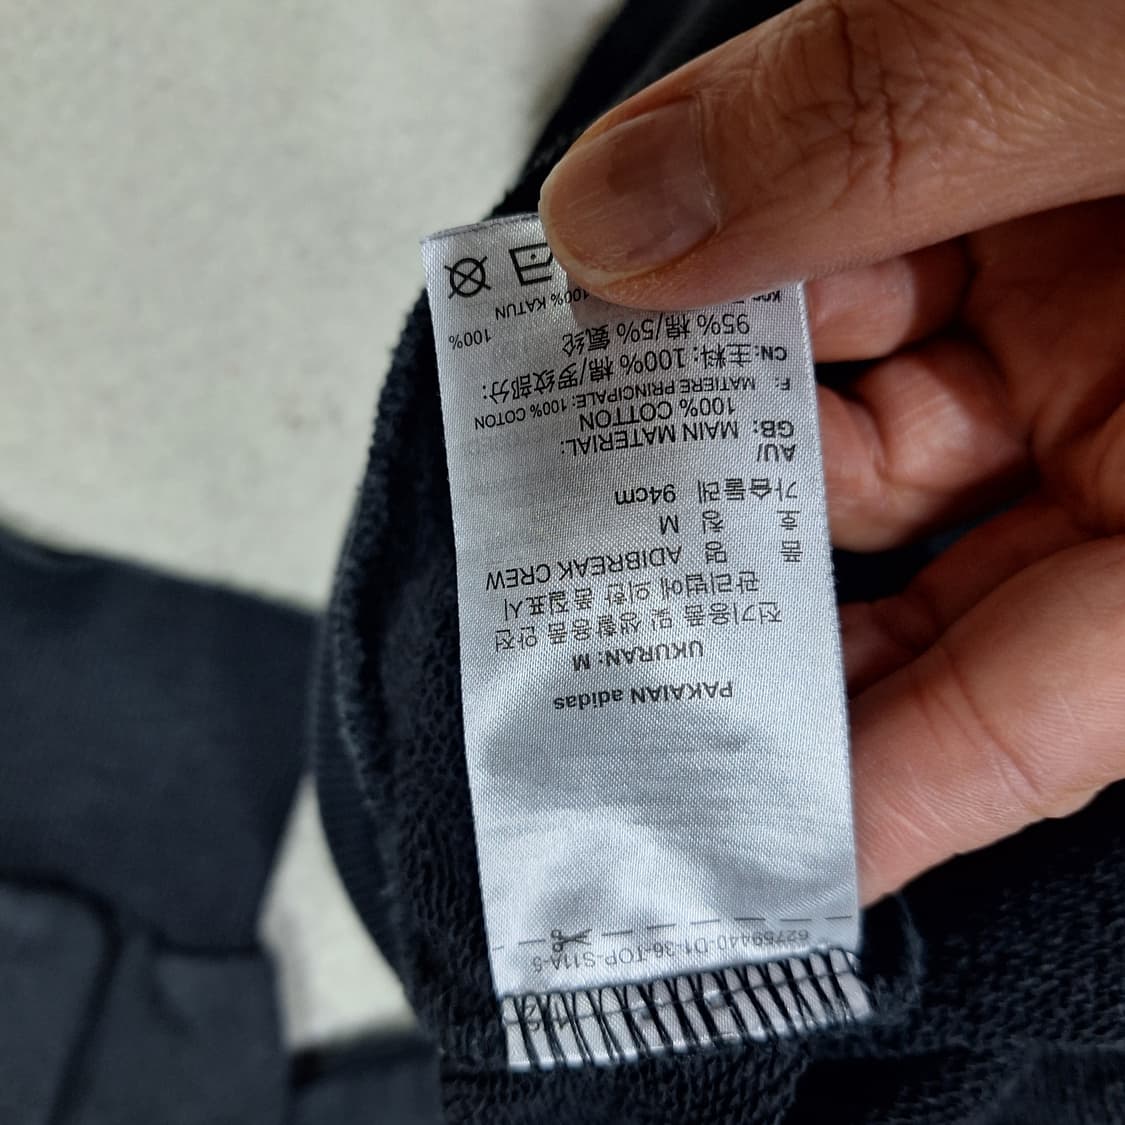 62759440-D1-36-TOP-S11A-5
PAKAIAN adidas
UKURAN: M
전기용품 및 생활용품 안전
관리법에 의한 품질표시
품 명 ADIBREAK CREW
호 칭 M
가슴둘레 94cm
AU/
GB: MAIN MATERIAL:
100% COTTON
F: MATIERE PRINCIPALE: 100% COTON
CN: 主料: 100% 棉/罗纹部分:
95% 棉/5% 氨纶
100% KATUN
100%